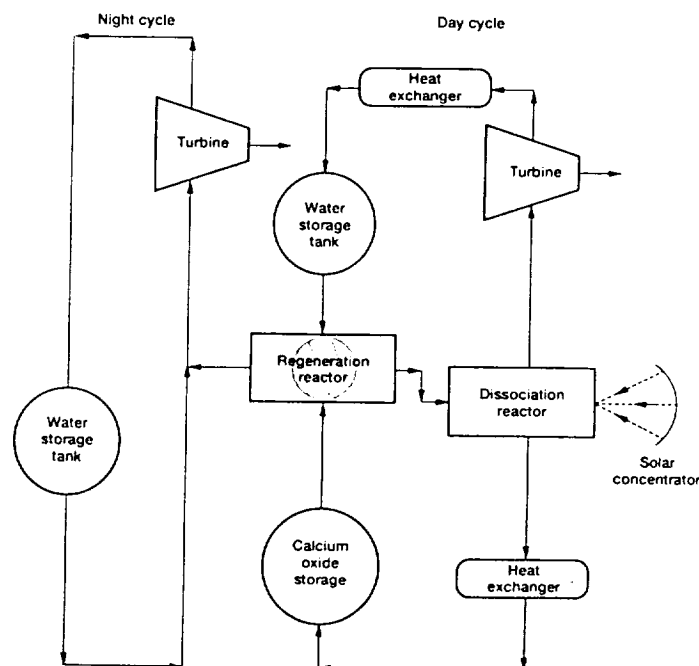 Night cycle
Day cycle
Heat
exchanger
Turbine
Turbine
Water
storage
tank
Regeneration
reactor
Dissociation
reactor
Water
storage
tank
Solar
concentrator
Calcium
oxide
storage
Heat
exchanger